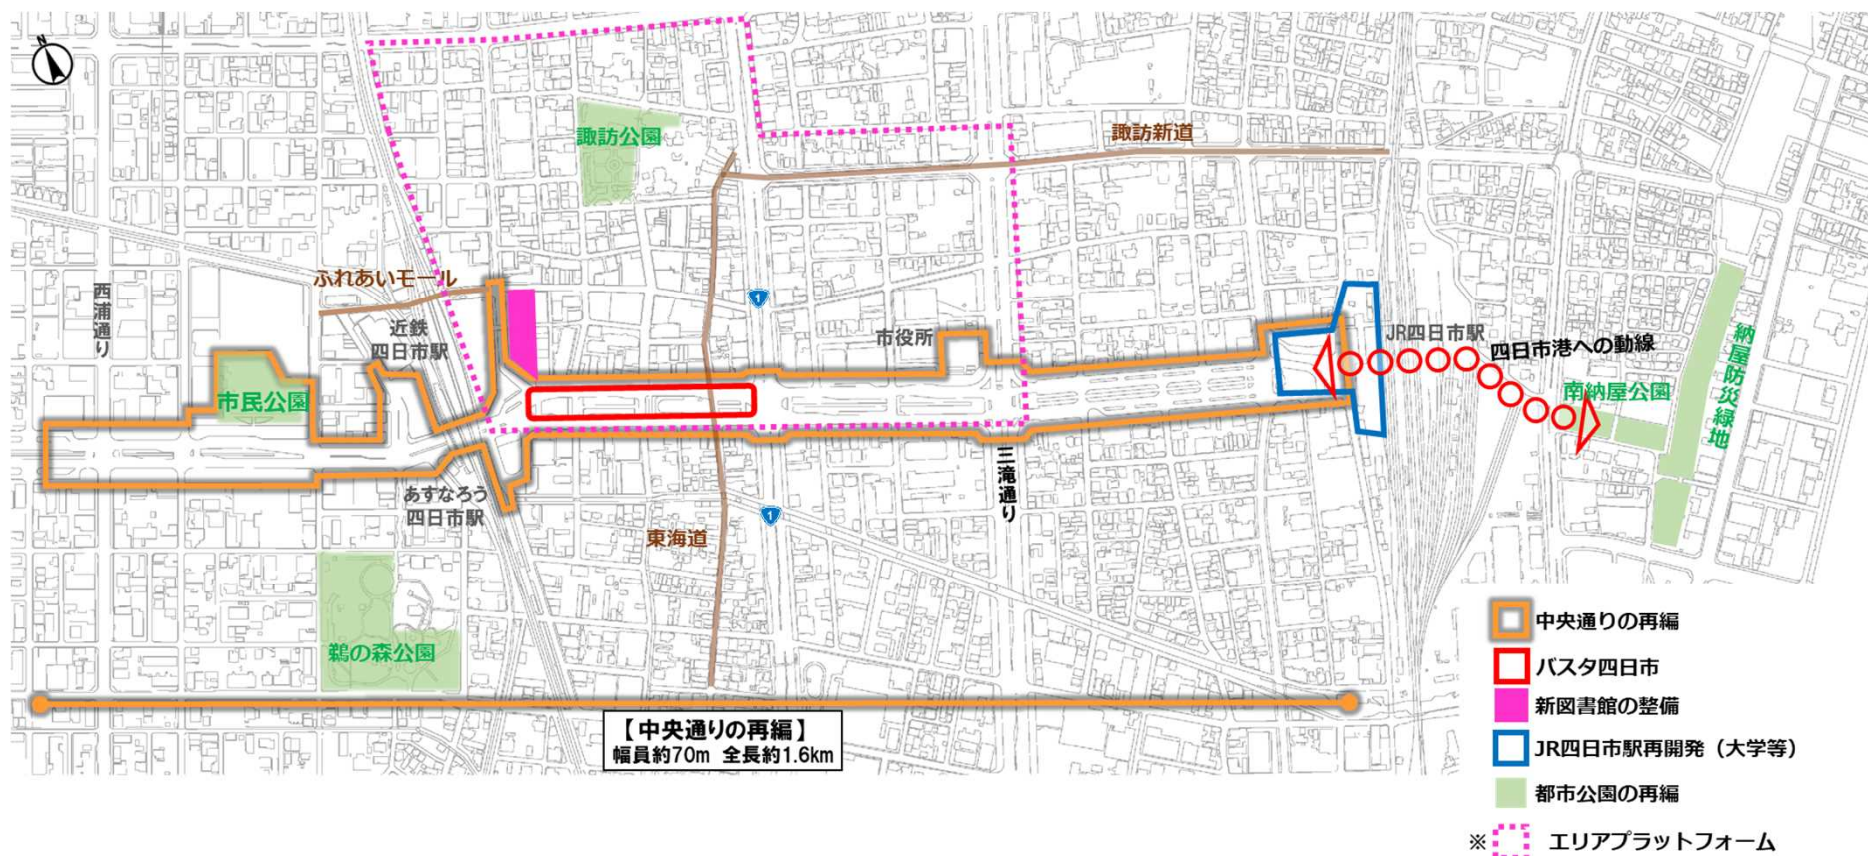 N
諏訪公園
諏訪新道
ふれあいモール
西浦通り
近鉄
四日市駅
1
市役所
JR四日市駅
四日市港への動線
納屋防災緑地
市民公園
南納屋公園
あすなろう
四日市駅
三滝通り
1
東海道
鵜の森公園
【中央通りの再編】
幅員約70m 全長約1.6km
中央通りの再編
バスタ四日市
新図書館の整備
JR四日市駅再開発（大学等）
都市公園の再編
※ エリアプラットフォーム